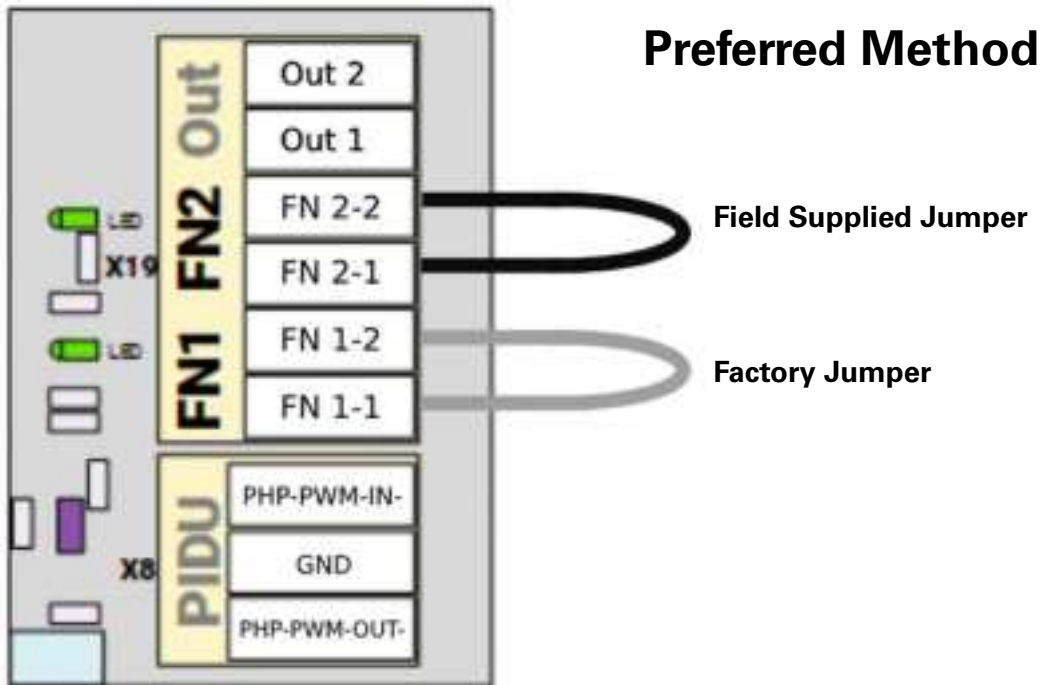 Preferred Method
Out
Out 2
Out 1
FN2
FN 2-2
FN 2-1
FN1
FN 1-2
FN 1-1
LED
X19
LED
Field Supplied Jumper
Factory Jumper
PIDU
PHP-PWM-IN-
GND
PHP-PWM-OUT-
X8